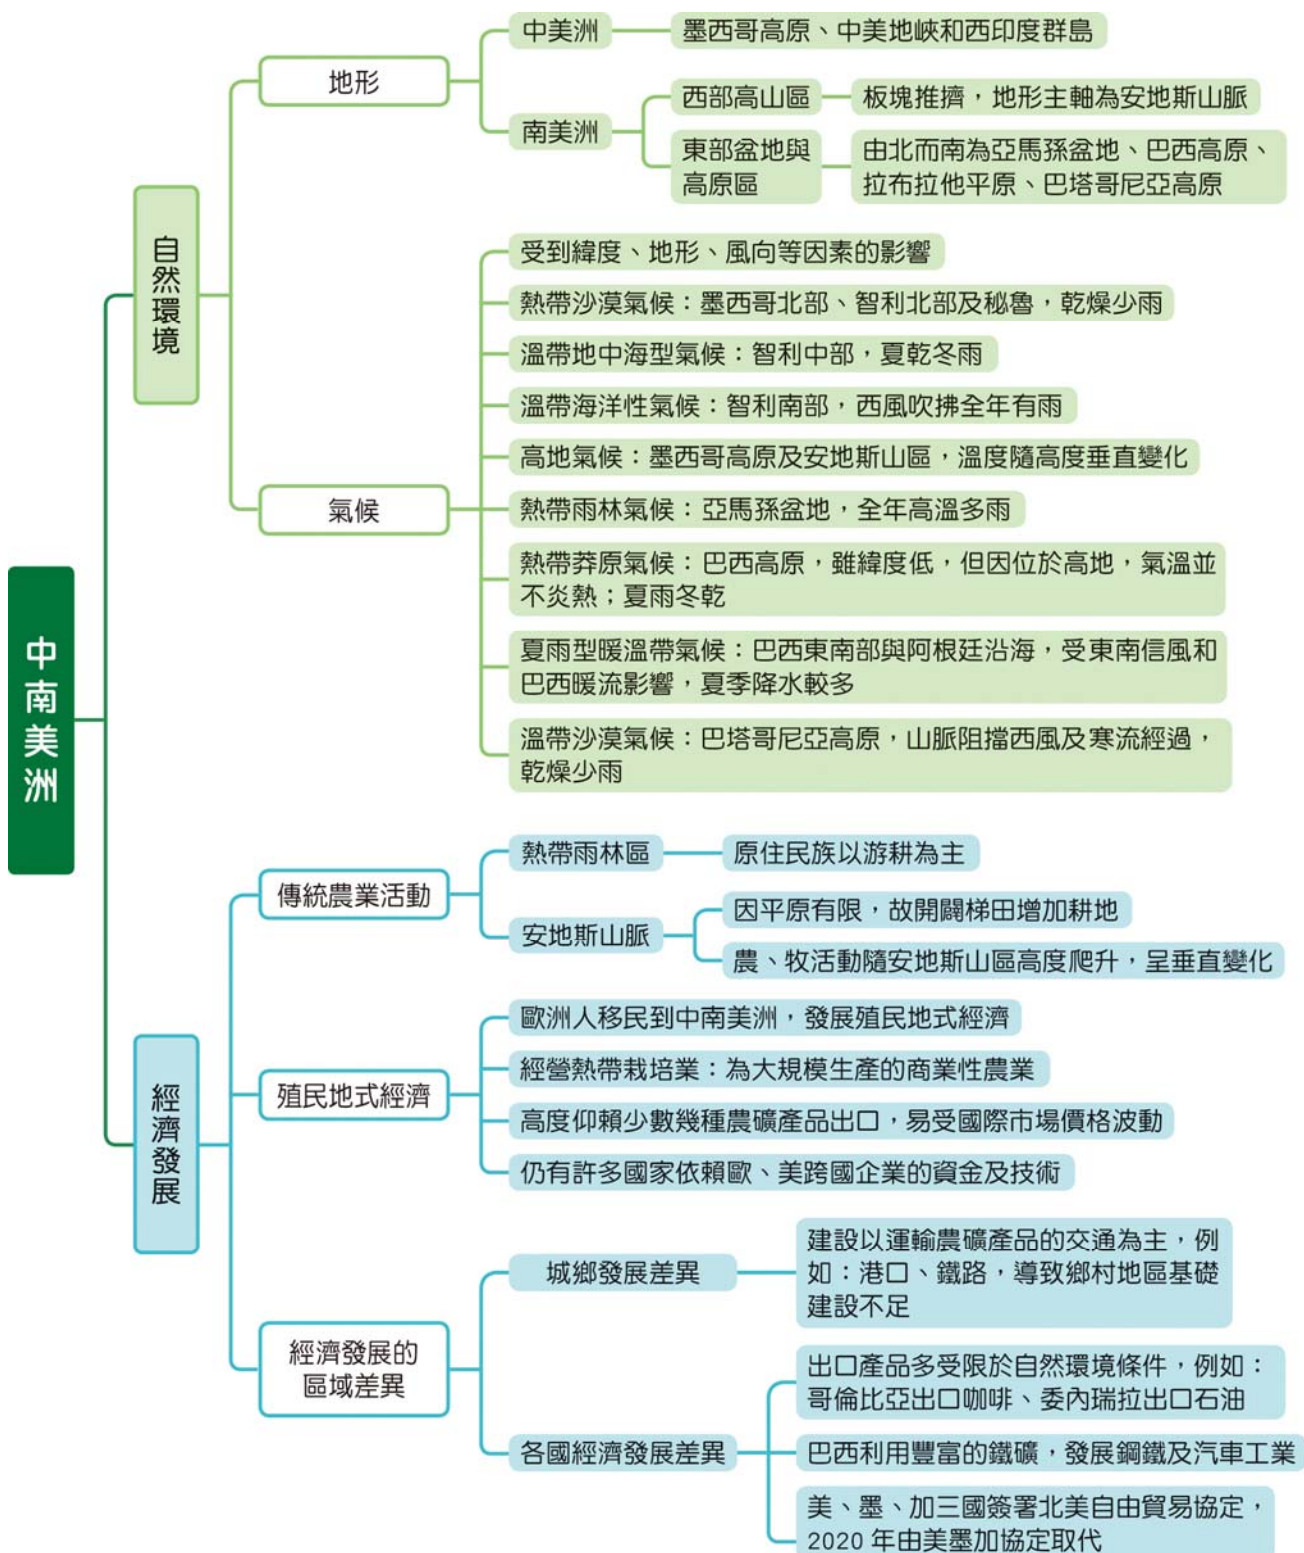 中南美洲
自然環境
地形
中美洲
墨西哥高原、中美地峽和西印度群島
南美洲
西部高山區
板塊推擠，地形主軸為安地斯山脈
東部盆地與
高原區
由北而南為亞馬孫盆地、巴西高原、
拉布拉他平原、巴塔哥尼亞高原
氣候
受到緯度、地形、風向等因素的影響
熱帶沙漠氣候：墨西哥北部、智利北部及秘魯，乾燥少雨
溫帶地中海型氣候：智利中部，夏乾冬雨
溫帶海洋性氣候：智利南部，西風吹拂全年有雨
高地氣候：墨西哥高原及安地斯山區，溫度隨高度垂直變化
熱帶雨林氣候：亞馬孫盆地，全年高溫多雨
熱帶莽原氣候：巴西高原，雖緯度低，但因位於高地，氣溫並
不炎熱；夏雨冬乾
夏雨型暖溫帶氣候：巴西東南部與阿根廷沿海，受東南信風和
巴西暖流影響，夏季降水較多
溫帶沙漠氣候：巴塔哥尼亞高原，山脈阻擋西風及寒流經過，
乾燥少雨
經濟發展
傳統農業活動
熱帶雨林區
原住民族以游耕為主
安地斯山脈
因平原有限，故開闢梯田增加耕地
農、牧活動隨安地斯山區高度爬升，呈垂直變化
殖民地式經濟
歐洲人移民到中南美洲，發展殖民地式經濟
經營熱帶栽培業：為大規模生產的商業性農業
高度仰賴少數幾種農礦產品出口，易受國際市場價格波動
仍有許多國家依賴歐、美跨國企業的資金及技術
經濟發展的
區域差異
城鄉發展差異
建設以運輸農礦產品的交通為主，例
如：港口、鐵路，導致鄉村地區基礎
建設不足
各國經濟發展差異
出口產品多受限於自然環境條件，例如：
哥倫比亞出口咖啡、委內瑞拉出口石油
巴西利用豐富的鐵礦，發展鋼鐵及汽車工業
美、墨、加三國簽署北美自由貿易協定，
2020 年由美墨加協定取代